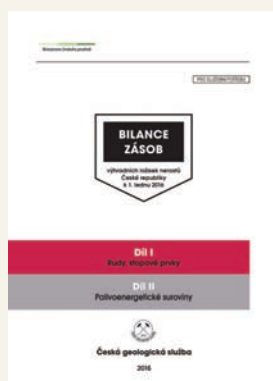 PRO SLUŽEBNÍ POTŘEBU
BILANCE
ZÁSOB
výhradních ložisek nerostů
České republiky
k 1. lednu 2016
Díl I
Rudy, stopové prvky
Díl II
Palivoenergetické suroviny
Česká geologická služba
2016